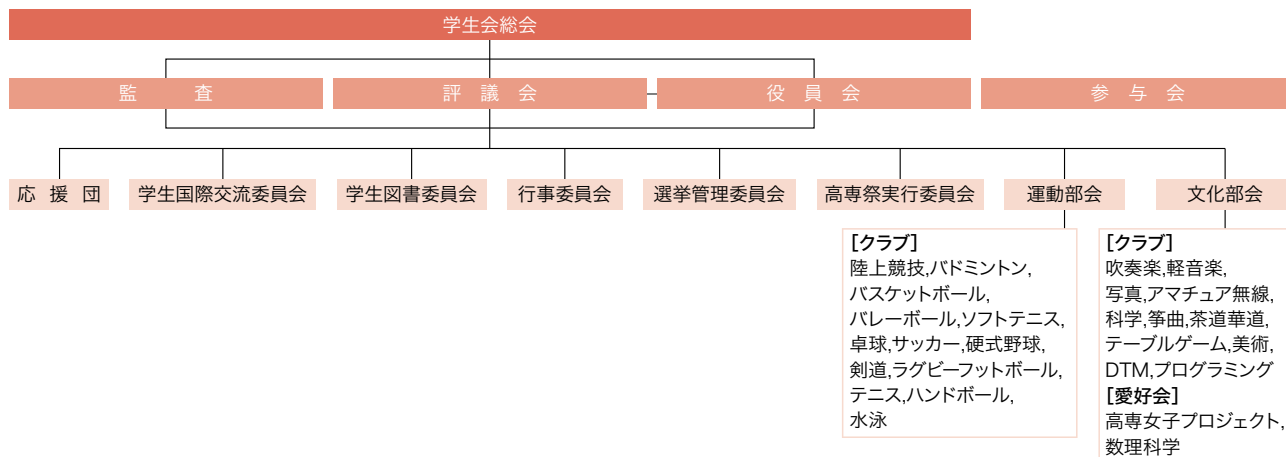 学生会総会
監査
評議会
役員会
参与会
応援団
学生国際交流委員会
学生図書委員会
行事委員会
選挙管理委員会
高専祭実行委員会
運動部会
文化部会
[クラブ]
陸上競技,バドミントン,
バスケットボール,
バレーボール,ソフトテニス,
卓球,サッカー,硬式野球,
剣道,ラグビーフットボール,
テニス,ハンドボール,
水泳
[クラブ]
吹奏楽,軽音楽,
写真,アマチュア無線,
科学,箏曲,茶道華道,
テーブルゲーム,美術,
DTM,プログラミング
[愛好会]
高専女子プロジェクト,
数理科学